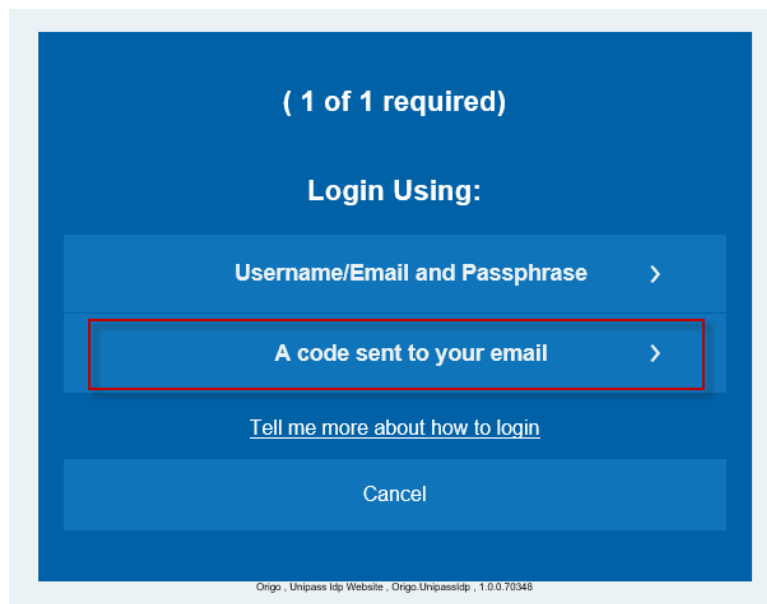 ( 1 of 1 required)
Login Using:
Username/Email and Passphrase
A code sent to your email
Tell me more about how to login
Cancel
Origo , Unipass Idp Website , Origo.UnipassIdp , 1.0.0.70348